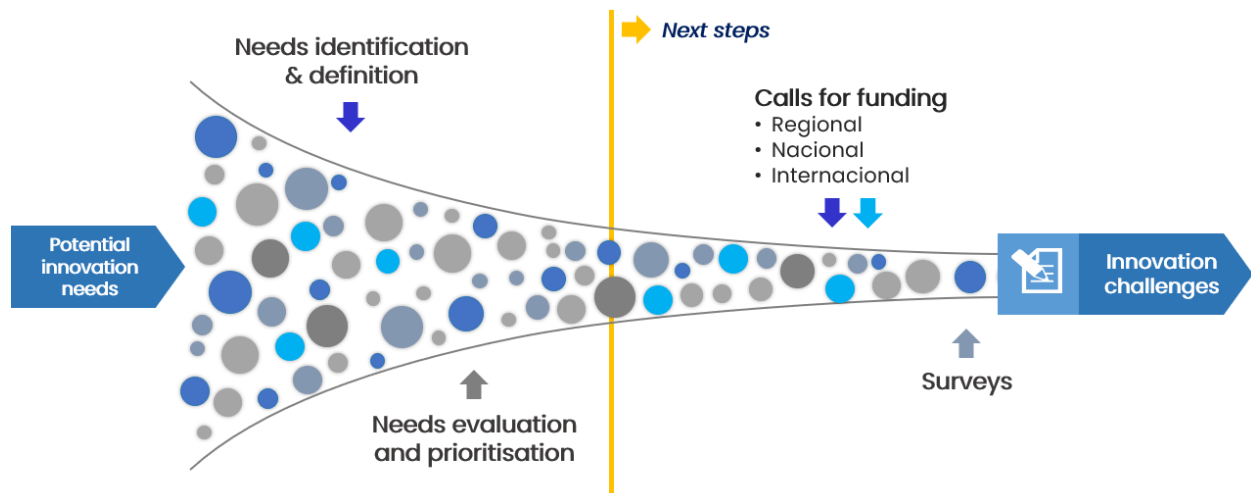 Next steps
Needs identification
& definition
Calls for funding
• Regional
• Nacional
• Internacional
Potential
innovation
needs
Innovation
challenges
Surveys
Needs evaluation
and prioritisation